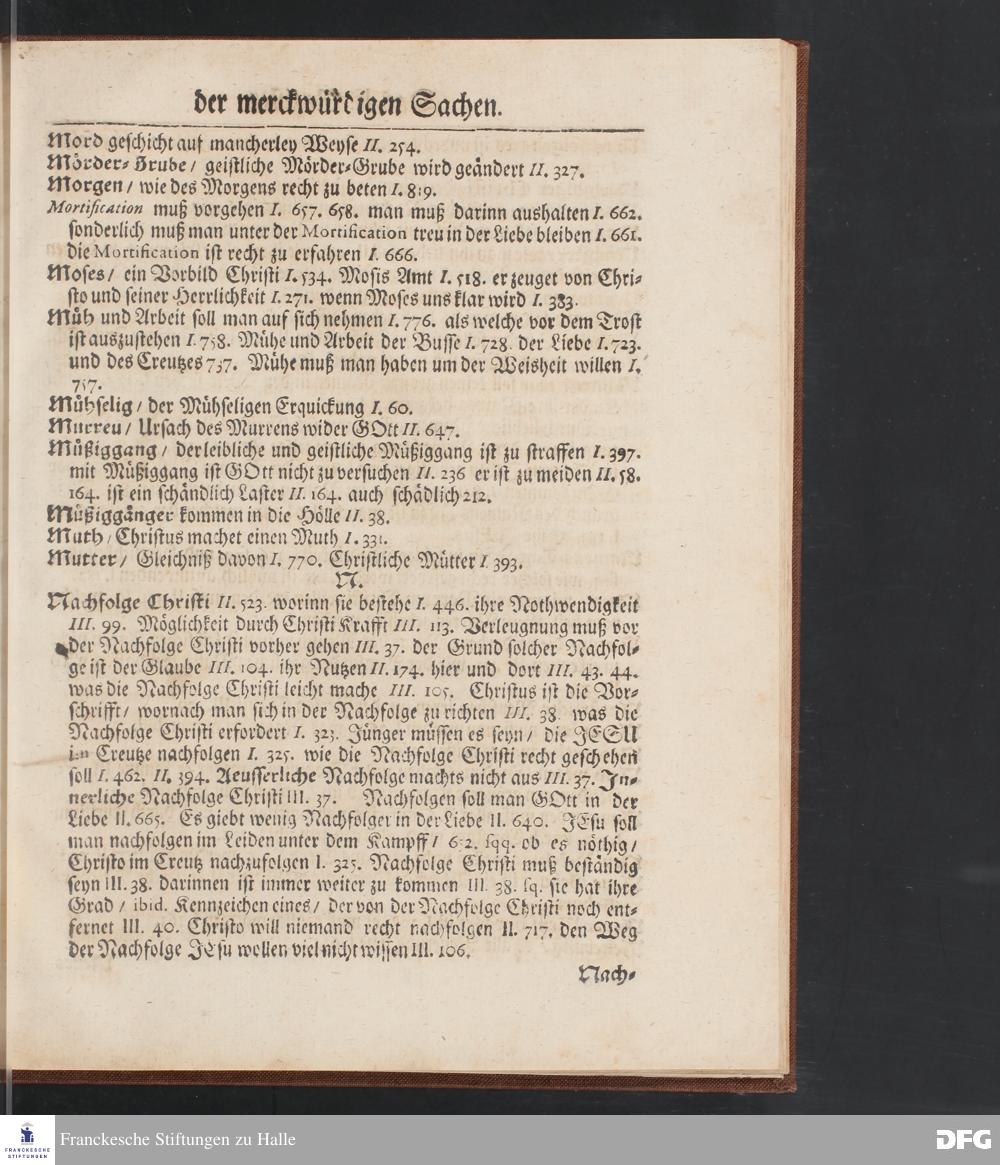 der merckwürdigen Sachen.
Mord geschicht auf mancherley Weyse II. 254.
Mörder-Grube / geistliche Mörder-Grube wird geändert II. 327.
Morgen / wie des Morgens recht zu beten I. 819.
Mortification muß vorgehen I. 657. 658. man muß darinn aushalten I. 662.
sonderlich muß man unter der Mortification treu in der Liebe bleiben I. 661.
die Mortification ist recht zu erfahren I. 666.
Moses / ein Vorbild Christi I. 534. Mosis Amt I. 518. er zeuget von Chri-
sto und seiner Herrlichkeit I. 271. wenn Moses uns klar wird I. 383.
Müh und Arbeit soll man auf sich nehmen I. 776. als welche vor dem Trost
ist auszustehen I. 758. Mühe und Arbeit der Busse I. 728. der Liebe I. 723.
und des Creutzes 737. Mühe muß man haben um der Weisheit willen I.
757.
Mühselig / der Mühseligen Erquickung I. 60.
Murren / Ursach des Murrens wider GOtt II. 647.
Müßiggang / der leibliche und geistliche Müßiggang ist zu straffen I. 397.
mit Müßiggang ist GOtt nicht zu versuchen II. 236 er ist zu meiden II. 58.
164. ist ein schändlich Laster II. 164. auch schädlich 212.
Müßiggänger kommen in die Hölle II. 38.
Muth / Christus machet einen Muth I. 331.
Mutter / Gleichniß davon I. 770. Christliche Mütter I 393.
N.
Nachfolge Christi II. 523. worinn sie bestehe I. 446. ihre Nothwendigkeit
III. 99. Möglichkeit durch Christi Krafft III. 113. Verleugnung muß vor
der Nachfolge Christi vorher gehen III. 37. der Grund solcher Nachfol-
ge ist der Glaube III. 104. ihr Nutzen II. 174. hier und dort III. 43. 44.
was die Nachfolge Christi leicht mache III. 105. Christus ist die Vor-
schrifft / wornach man sich in der Nachfolge zu richten III. 38. was die
Nachfolge Christi erfordert I. 323. Jünger müssen es seyn / die JESU
im Creutze nachfolgen I. 325. wie die Nachfolge Christi recht geschehen
soll I. 462. II. 394. Aeusserliche Nachfolge machts nicht aus III. 37. Jn-
nerliche Nachfolge Christi III. 37. Nachfolgen soll man GOtt in der
Liebe II. 665. Es giebt wenig Nachfolger in der Liebe II. 640. JEsu soll
man nachfolgen im Leiden unter dem Kampff / 652. sqq. ob es nöthig /
Christo im Creutz nachzufolgen I. 325. Nachfolge Christi muß beständig
seyn III. 38. darinnen ist immer weiter zu kommen III. 38. sq. sie hat ihre
Grad / ibid. Kennzeichen eines / der von der Nachfolge Christi noch ent-
fernet III. 40. Christo will niemand recht nachfolgen II. 717. den Weg
der Nachfolge JEsu wollen viel nicht wissen III. 106.
Nach-
FRANCKESCHE
STIFTUNGEN
Franckesche Stiftungen zu Halle
DFG